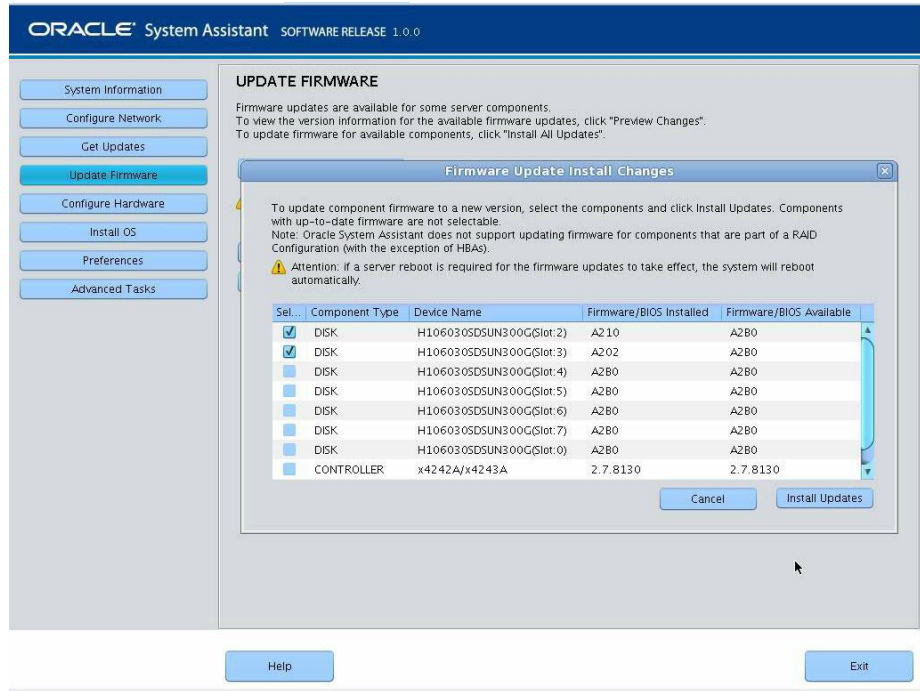 ORACLE System Assistant SOFTWARE RELEASE 1.0.0
System Information
Configure Network
Get Updates
Update Firmware
Configure Hardware
Install OS
Preferences
Advanced Tasks
UPDATE FIRMWARE
Firmware updates are available for some server components.
To view the version information for the available firmware updates, click "Preview Changes".
To update firmware for available components, click "Install All Updates".
Firmware Update Install Changes
To update component firmware to a new version, select the components and click Install Updates. Components
with up-to-date firmware are not selectable.
Note: Oracle System Assistant does not support updating firmware for components that are part of a RAID
Configuration (with the exception of HBAs).
Attention: if a server reboot is required for the firmware updates to take effect, the system will reboot
automatically.
Sel... Component Type Device Name Firmware/BIOS Installed Firmware/BIOS Available
DISK H106030SDSUN300G(Slot:2) A210 A2B0
DISK H106030SDSUN300G(Slot:3) A202 A2B0
DISK H106030SDSUN300G(Slot:4) A2B0 A2B0
DISK H106030SDSUN300G(Slot:5) A2B0 A2B0
DISK H106030SDSUN300G(Slot:6) A2B0 A2B0
DISK H106030SDSUN300G(Slot:7) A2B0 A2B0
DISK H106030SDSUN300G(Slot:0) A2B0 A2B0
CONTROLLER x4242A/x4243A 2.7.8130 2.7.8130
Cancel Install Updates
Help Exit